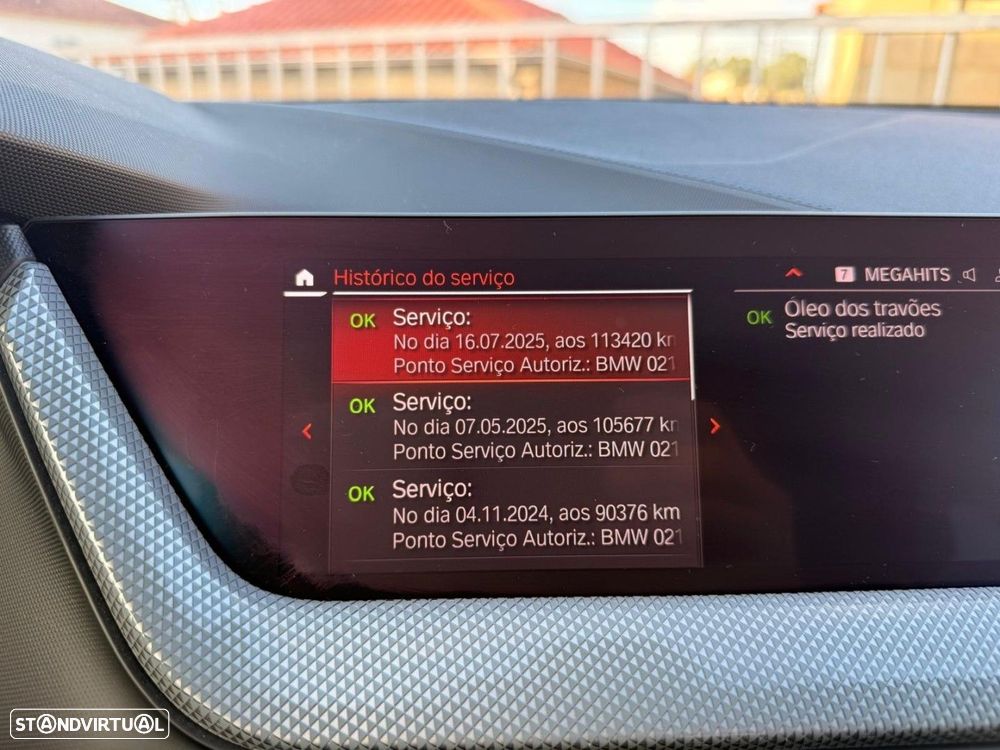 Histórico do serviço
7 MEGAHITS
OK Serviço:
No dia 16.07.2025, aos 113420 km
Ponto Serviço Autoriz.: BMW 021
OK Serviço:
No dia 07.05.2025, aos 105677 km
Ponto Serviço Autoriz.: BMW 021
OK Serviço:
No dia 04.11.2024, aos 90376 km
Ponto Serviço Autoriz.: BMW 021
OK Óleo dos travões
Serviço realizado
STANDVIRTUAL